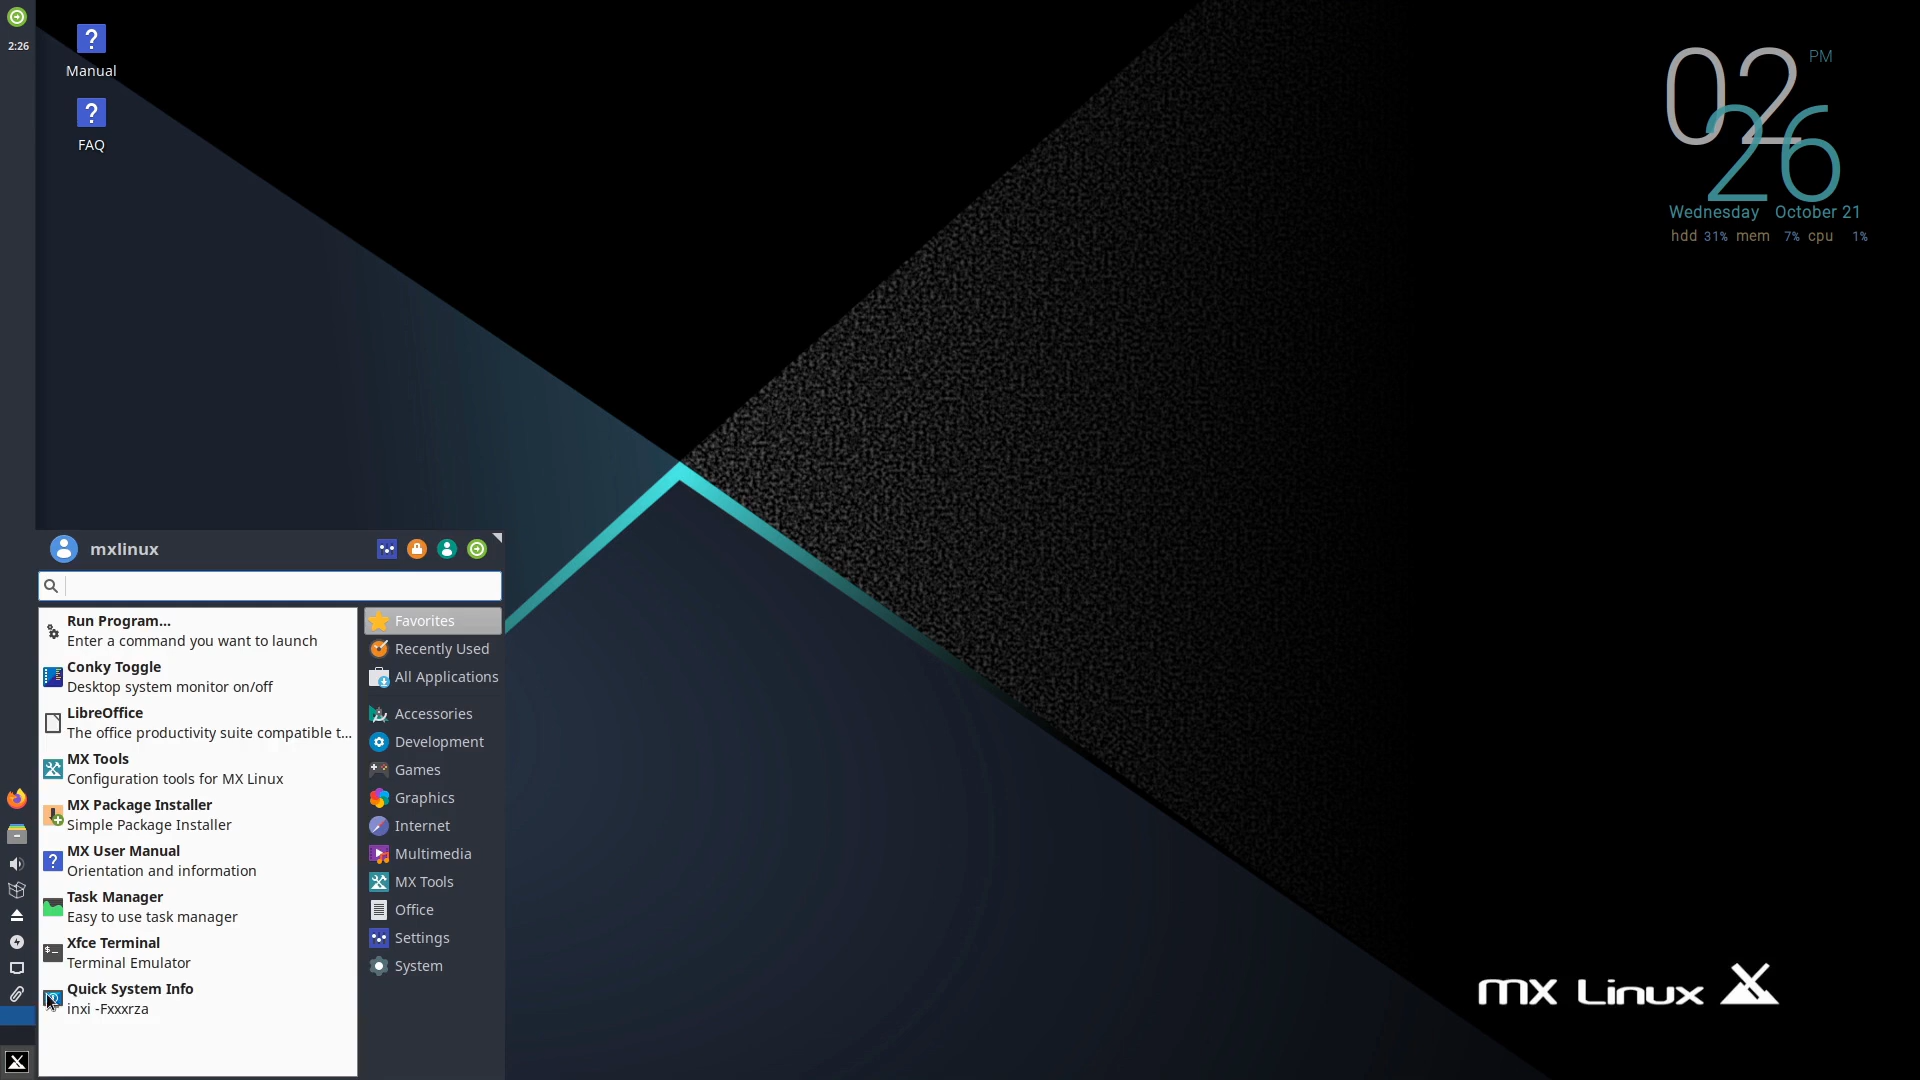 2:26
Manual
FAQ
02 PM
26
Wednesday October 21
hdd 31% mem 7% cpu 1%
mxlinux
Run Program...
Enter a command you want to launch
Conky Toggle
Desktop system monitor on/off
LibreOffice
The office productivity suite compatible t...
MX Tools
Configuration tools for MX Linux
MX Package Installer
Simple Package Installer
MX User Manual
Orientation and information
Task Manager
Easy to use task manager
Xfce Terminal
Terminal Emulator
Quick System Info
inxi -Fxxxrza
Favorites
Recently Used
All Applications
Accessories
Development
Games
Graphics
Internet
Multimedia
MX Tools
Office
Settings
System
mx Linux